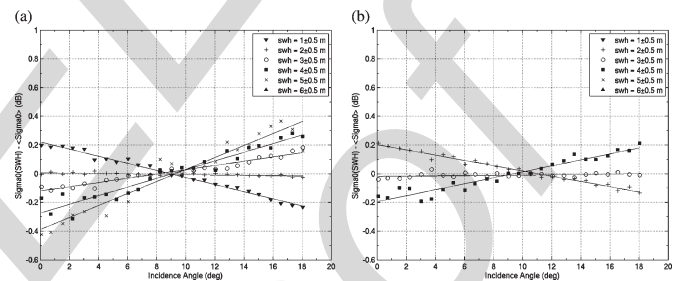 (a)
1
0.8
0.6
0.4
0.2
0
-0.2
-0.4
-0.6
Sigma0(SWH) - <Sigma0> (dB)
0 2 4 6 8 10 12 14 16 18 20
Incidence Angle (deg)
swh = 1±0.5 m
swh = 2±0.5 m
swh = 3±0.5 m
swh = 4±0.5 m
swh = 5±0.5 m
swh = 6±0.5 m
(b)
1
0.8
0.6
0.4
0.2
0
-0.2
-0.4
-0.6
Sigma0(SWH) - <Sigma0> (dB)
0 2 4 6 8 10 12 14 16 18 20
Incidence Angle (deg)
swh = 1±0.5 m
swh = 2±0.5 m
swh = 3±0.5 m
swh = 4±0.5 m
swh = 5±0.5 m
swh = 6±0.5 m